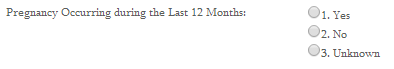 Pregnancy Occurring during the Last 12 Months:
1. Yes
2. No
3. Unknown